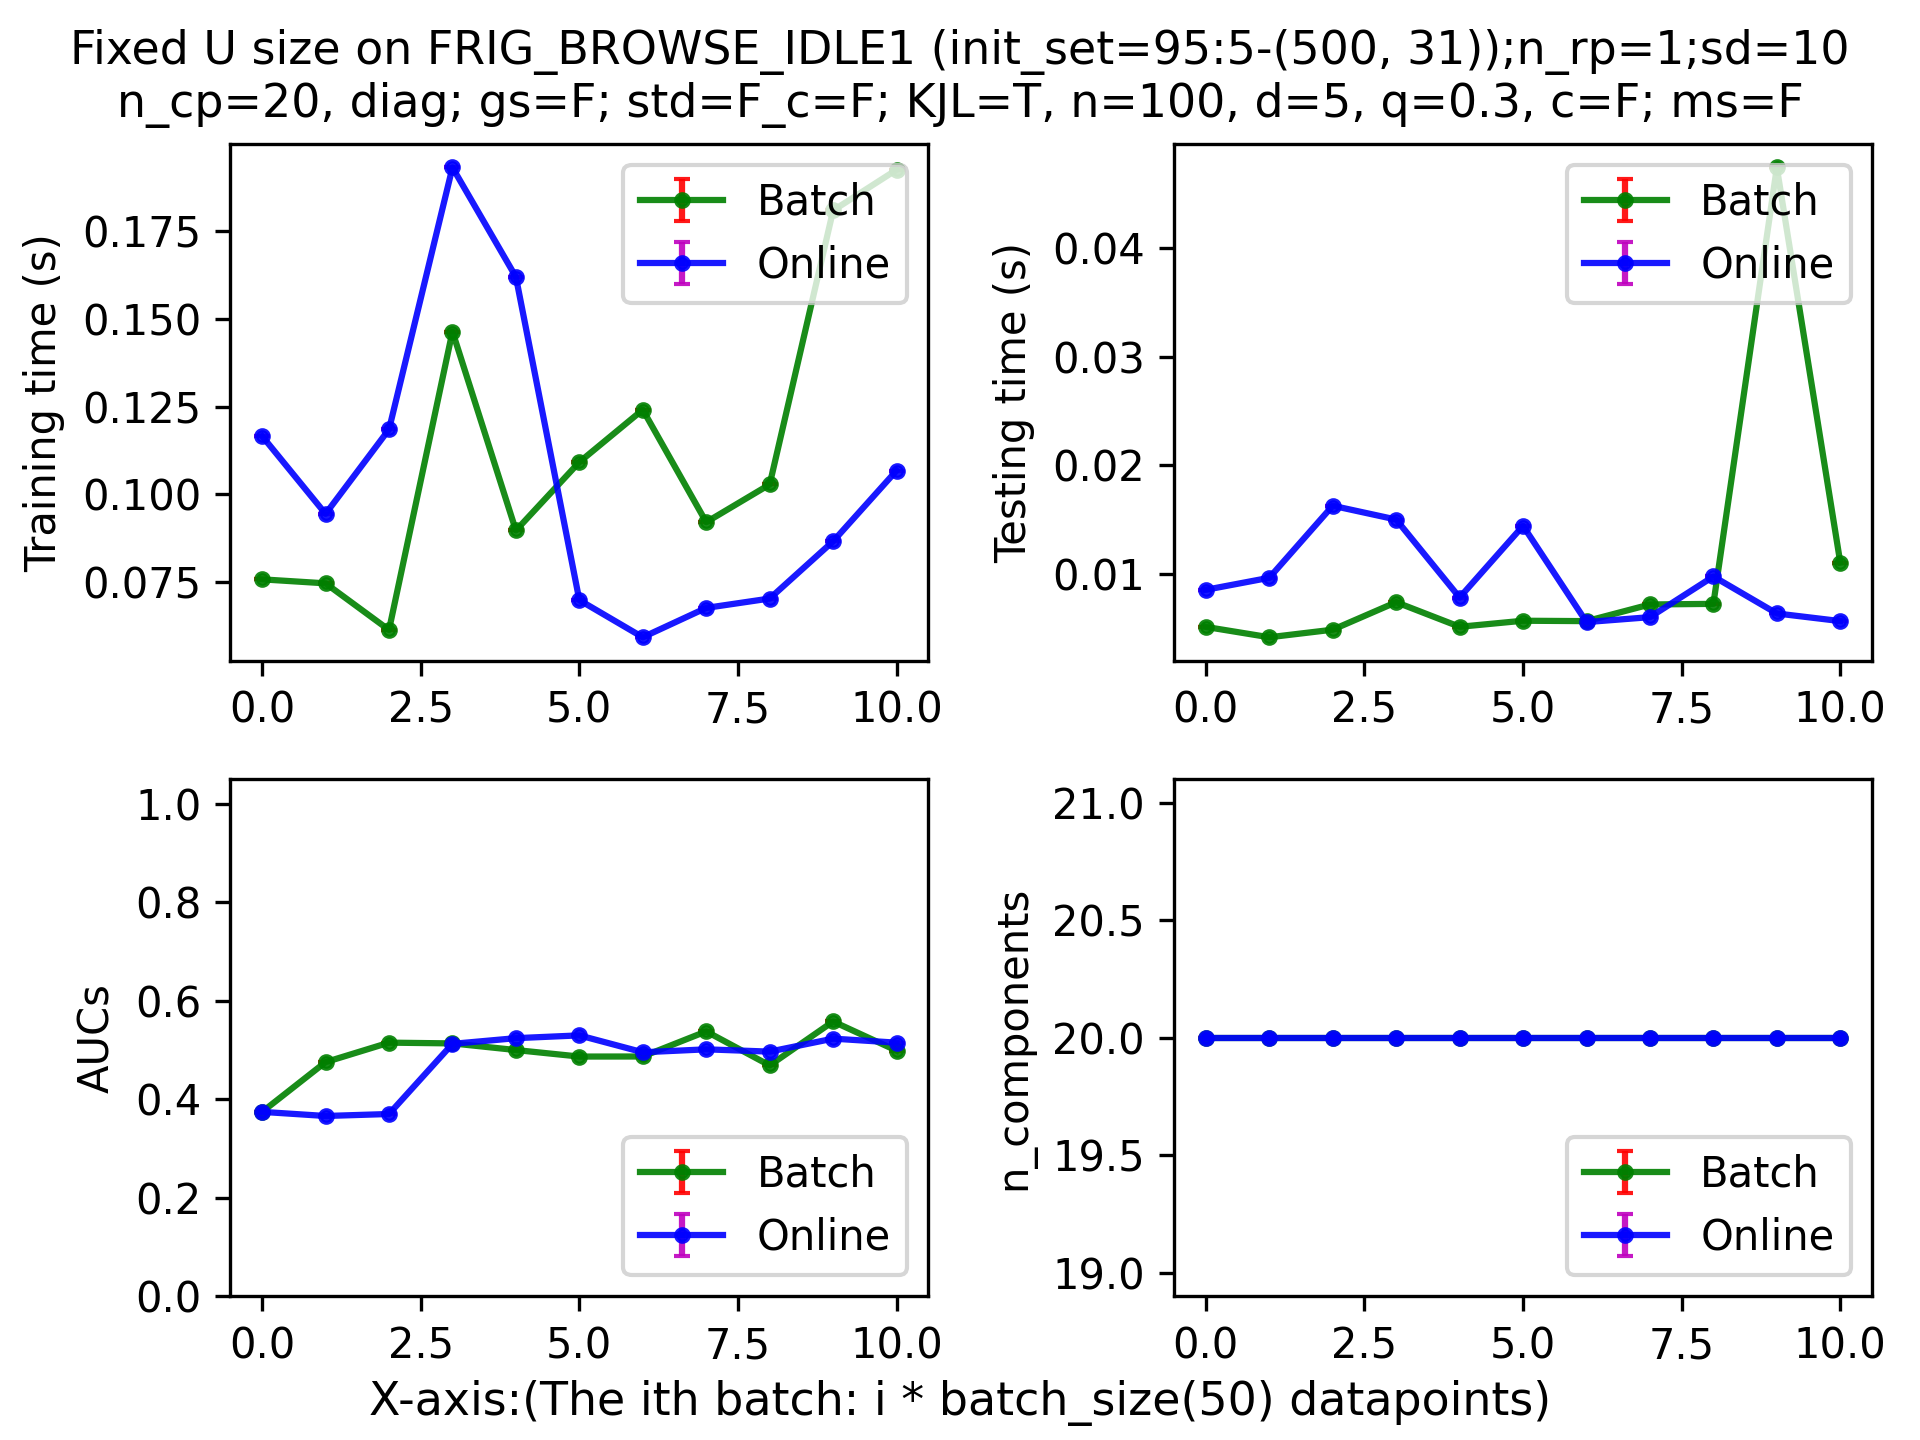 Fixed U size on FRIG_BROWSE_IDLE1 (init_set=95:5-(500, 31));n_rp=1;sd=10
n_cp=20, diag; gs=F; std=F_c=F; KJL=T, n=100, d=5, q=0.3, c=F; ms=F
Training time (s)
0.175
0.150
0.125
0.100
0.075
0.0 2.5 5.0 7.5 10.0
Batch
Online
Testing time (s)
0.04
0.03
0.02
0.01
0.0 2.5 5.0 7.5 10.0
Batch
Online
AUCs
1.0
0.8
0.6
0.4
0.2
0.0
0.0 2.5 5.0 7.5 10.0
Batch
Online
n_components
21.0
20.5
20.0
19.5
19.0
0.0 2.5 5.0 7.5 10.0
Batch
Online
X-axis:(The ith batch: i * batch_size(50) datapoints)